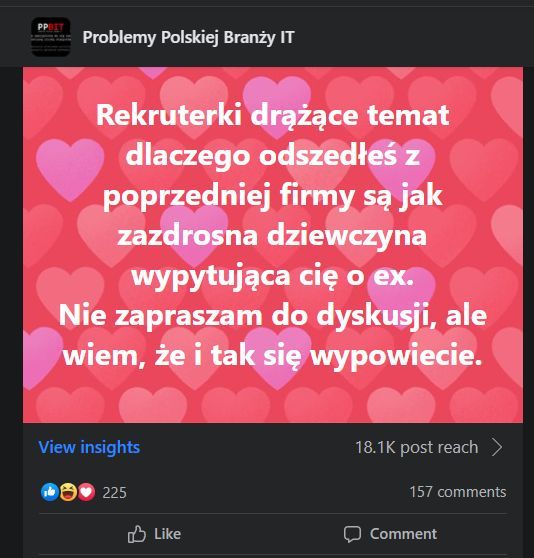 PPBIT
Problemy Polskiej Branży IT
Rekruterki drążące temat
dlaczego odszedłeś z
poprzedniej firmy są jak
zazdrosna dziewczyna
wypytująca cię o ex.
Nie zapraszam do dyskusji, ale
wiem, że i tak się wypowiecie.
View insights
18.1K post reach
225
157 comments
Like
Comment